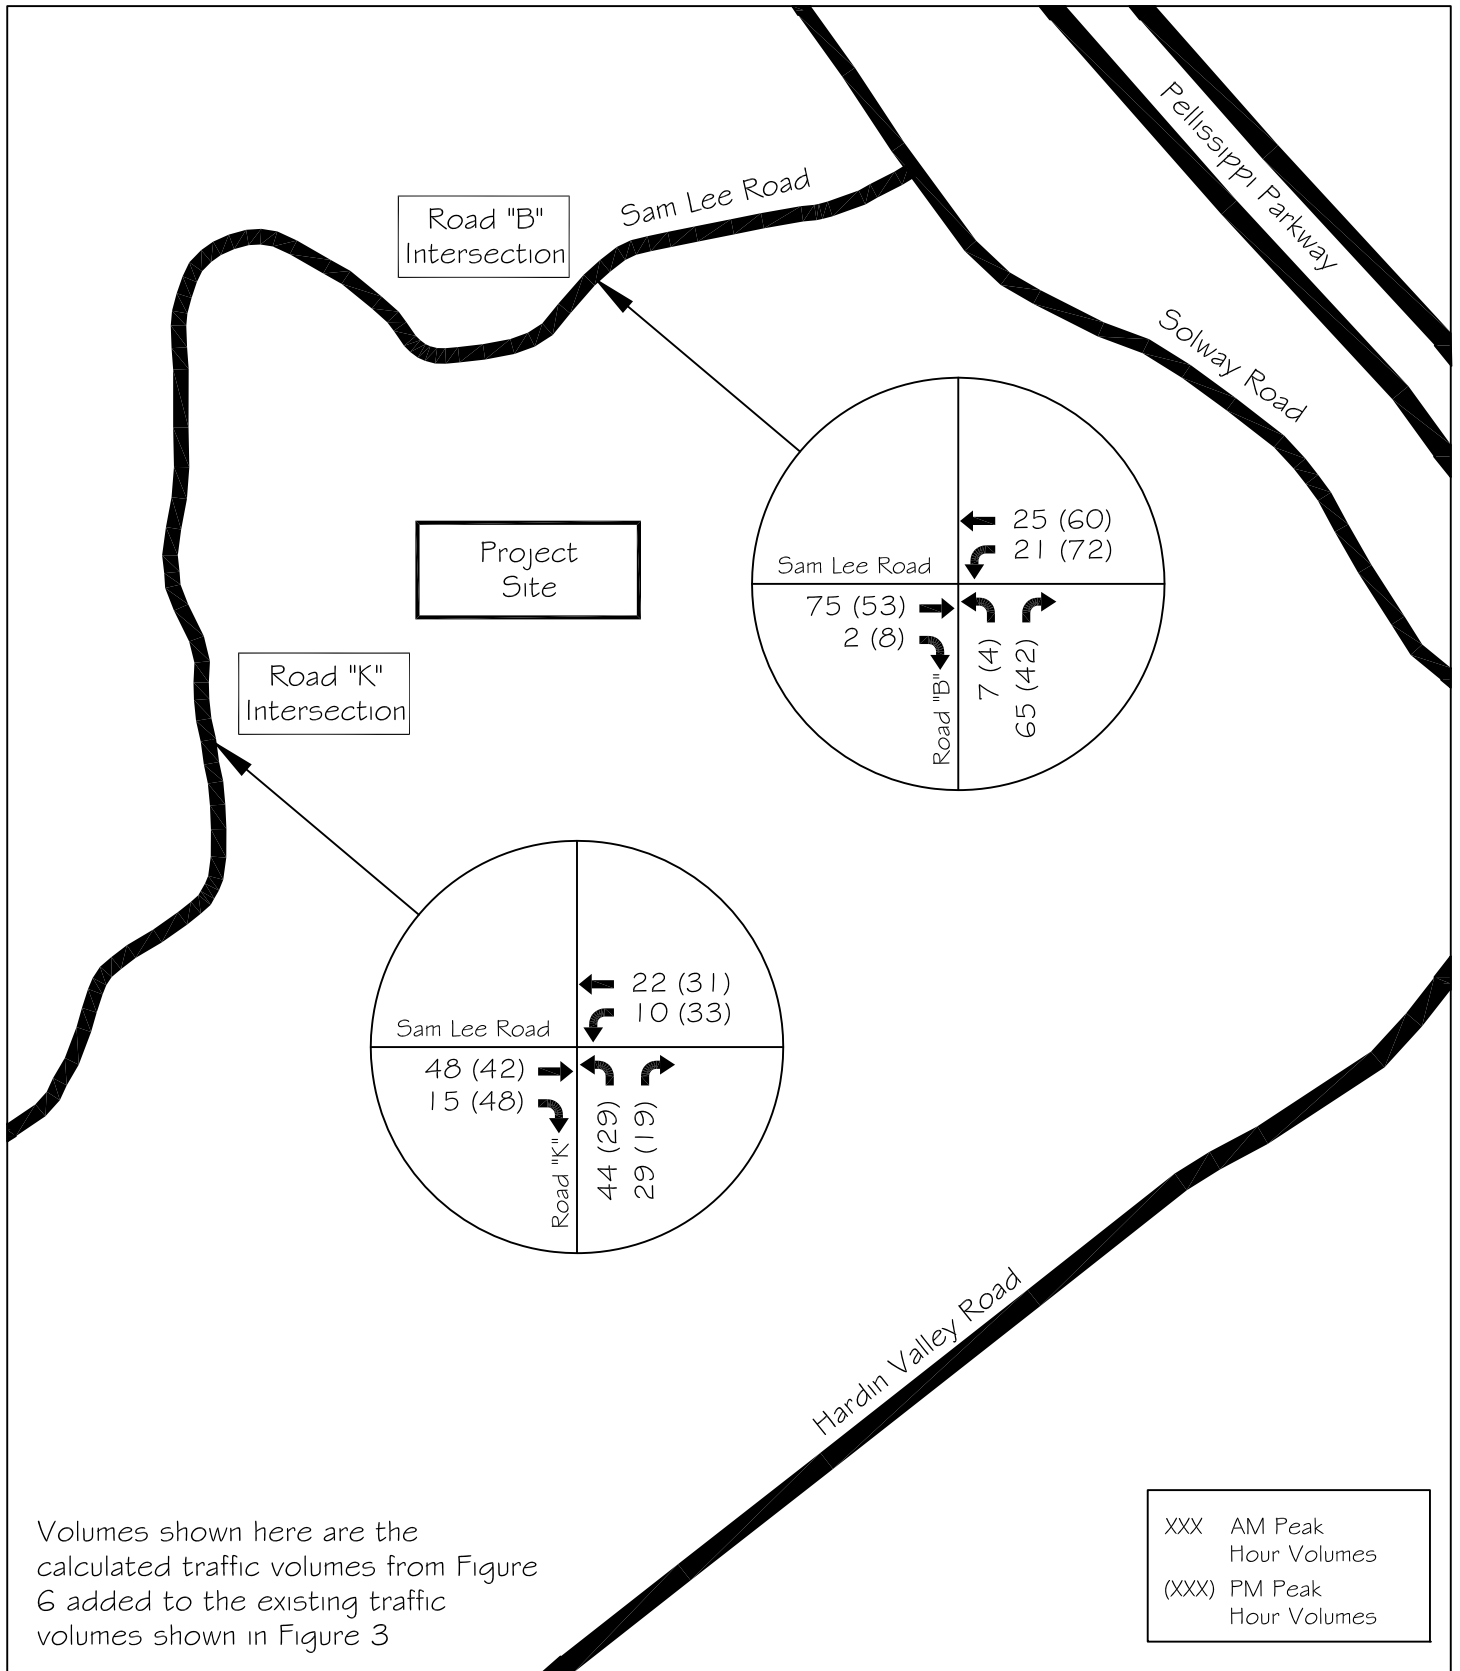 Pellissippi Parkway
Sam Lee Road
Road "B"
Intersection
Solway Road
25 (60)
21 (72)
Sam Lee Road
75 (53)
2 (8)
Road "B"
7 (4)
65 (42)
Project
Site
Road "K"
Intersection
22 (31)
10 (33)
Sam Lee Road
48 (42)
15 (48)
Road "K"
44 (29)
29 (19)
Hardin Valley Road
Volumes shown here are the
calculated traffic volumes from Figure
6 added to the existing traffic
volumes shown in Figure 3
XXX AM Peak
Hour Volumes
(XXX) PM Peak
Hour Volumes